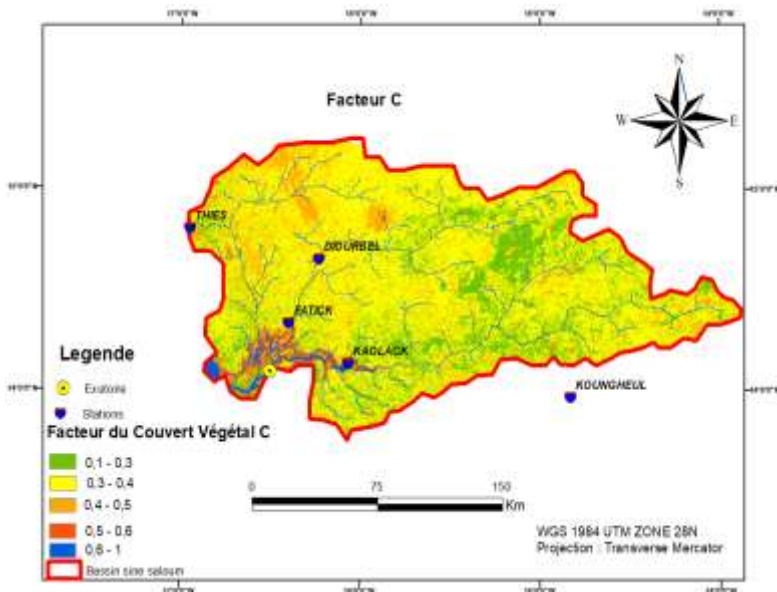 Facteur C
N
W
E
S
THIES
DIOURBEL
FATICK
KAOLACK
KOUNGHEUL
Legende
Exutoire
Stations
Facteur du Couvert Végétal C
0,1 - 0,3
0,3 - 0,4
0,4 - 0,5
0,5 - 0,6
0,6 - 1
Bassin sine saloum
0 75 150
Km
WGS 1984 UTM ZONE 28N
Projection : Transverse Mercator